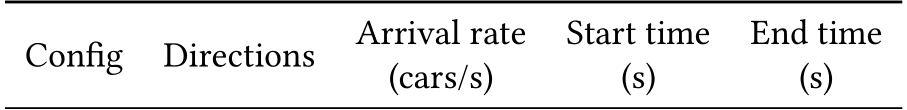 Config Directions Arrival rate (cars/s) Start time (s) End time (s)